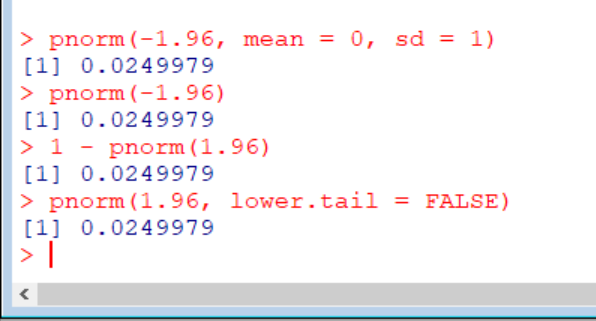 > pnorm(-1.96, mean = 0, sd = 1)
[1] 0.0249979
> pnorm(-1.96)
[1] 0.0249979
> 1 - pnorm(1.96)
[1] 0.0249979
> pnorm(1.96, lower.tail = FALSE)
[1] 0.0249979
>